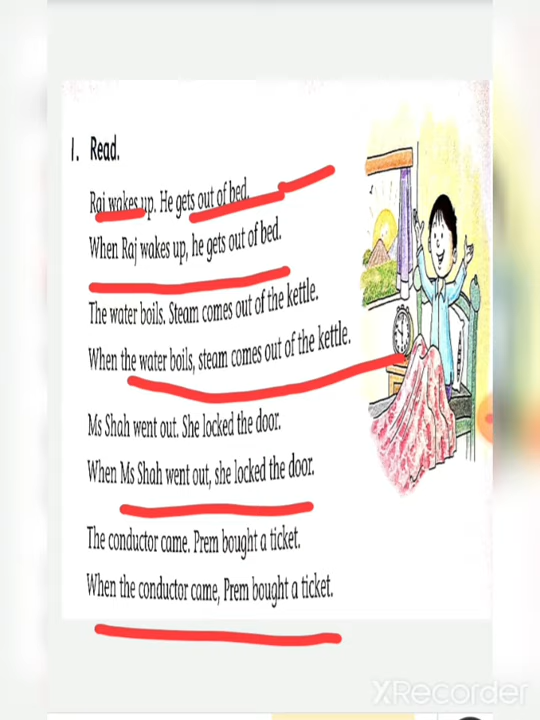 1. Read.
Raj wakes up. He gets out of bed.
When Raj wakes up, he gets out of bed.
The water boils. Steam comes out of the kettle.
When the water boils, steam comes out of the kettle.
Ms Shah went out. She locked the door.
When Ms Shah went out, she locked the door.
The conductor came. Prem bought a ticket.
When the conductor came, Prem bought a ticket.
XRecorder